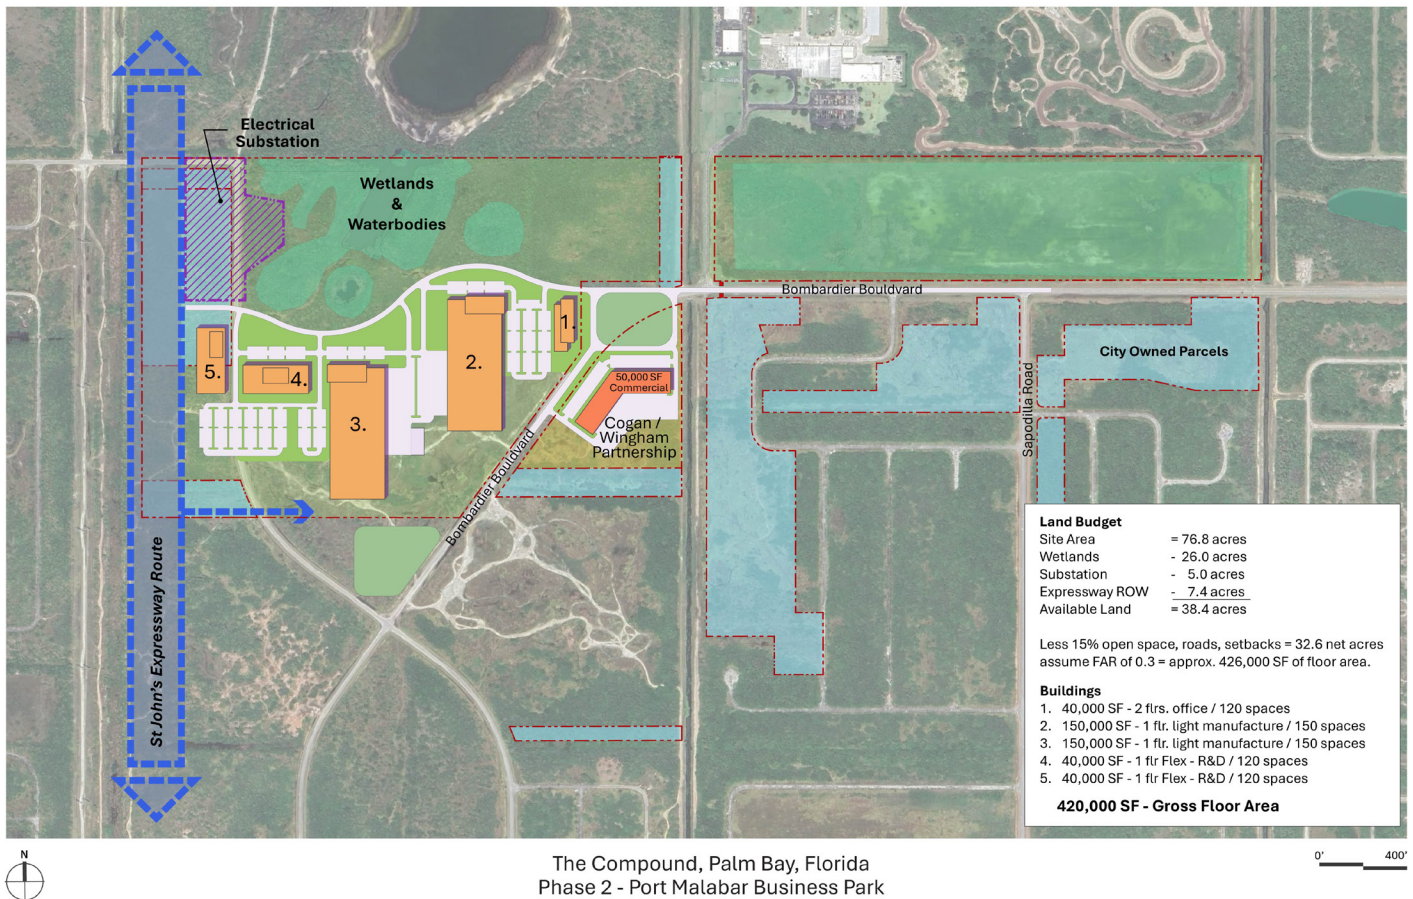 Electrical
Substation
Wetlands
&
Waterbodies
Bombardier Bouldvard
1.
2.
3.
4.
5.
50,000 SF
Commercial
Cogan /
Wingham
Partnership
Bombardier Bouldvard
City Owned Parcels
Sapodilla Road
St John's Expressway Route
Land Budget
Site Area = 76.8 acres
Wetlands - 26.0 acres
Substation - 5.0 acres
Expressway ROW - 7.4 acres
Available Land = 38.4 acres
Less 15% open space, roads, setbacks = 32.6 net acres
assume FAR of 0.3 = approx. 426,000 SF of floor area.
Buildings
1. 40,000 SF - 2 flrs. office / 120 spaces
2. 150,000 SF - 1 flr. light manufacture / 150 spaces
3. 150,000 SF - 1 flr. light manufacture / 150 spaces
4. 40,000 SF - 1 flr Flex - R&D / 120 spaces
5. 40,000 SF - 1 flr Flex - R&D / 120 spaces
420,000 SF - Gross Floor Area
N
The Compound, Palm Bay, Florida
Phase 2 - Port Malabar Business Park
0' 400'